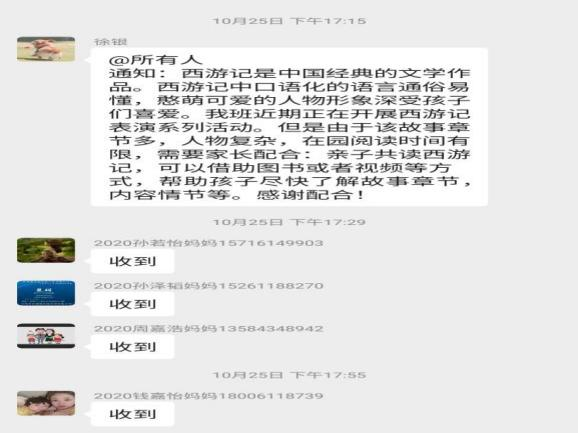 10月25日 下午17:15
徐银
@所有人
通知：西游记是中国经典的文学作
品。西游记中口语化的语言通俗易
懂，憨萌可爱的人物形象深受孩子
们喜爱。我班近期正在开展西游记
表演系列活动。但是由于该故事章
节多，人物复杂，在园阅读时间有
限，需要家长配合：亲子共读西游
记，可以借助图书或者视频等方
式，帮助孩子尽快了解故事章节，
内容情节等。感谢配合！
10月25日 下午17:29
2020孙若怡妈妈15716149903
收到
2020孙泽韬妈妈15261188270
收到
2020周嘉浩妈妈13584348942
收到
10月25日 下午17:55
2020钱嘉怡妈妈18006118739
收到